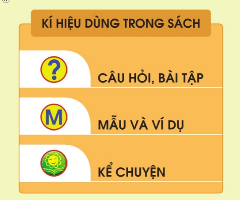 KÍ HIỆU DÙNG TRONG SÁCH
? CÂU HỎI, BÀI TẬP
M MẪU VÀ VÍ DỤ
KỂ CHUYỆN